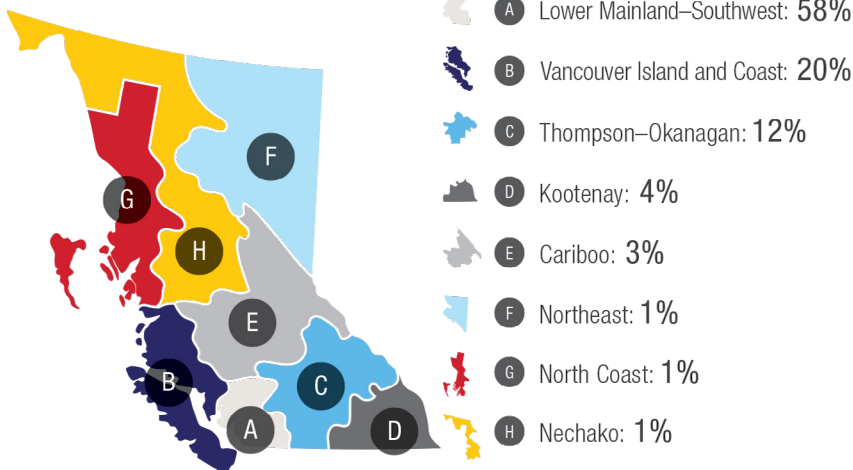 A Lower Mainland–Southwest: 58%
B Vancouver Island and Coast: 20%
C Thompson–Okanagan: 12%
D Kootenay: 4%
E Cariboo: 3%
F Northeast: 1%
G North Coast: 1%
H Nechako: 1%
F
G
H
E
B
C
A
D